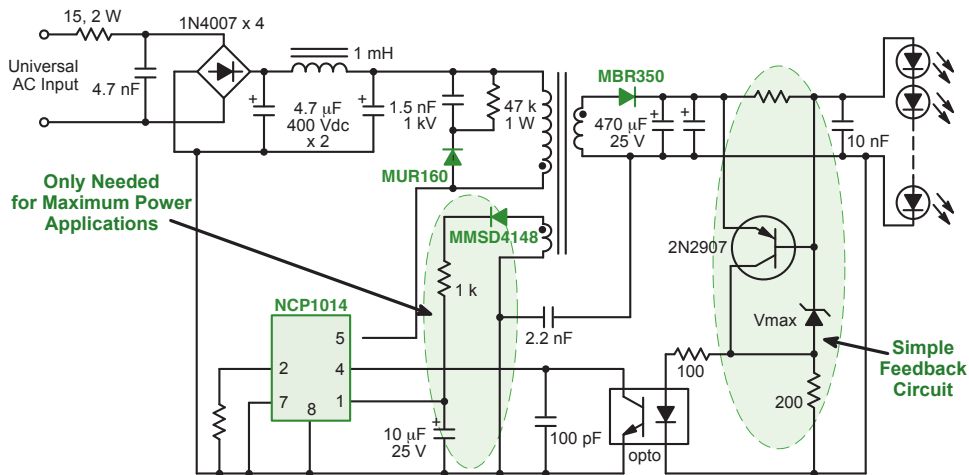 15, 2 W
1N4007 x 4
1 mH
Universal
AC Input
4.7 nF
4.7 µF
400 Vdc
x 2
1.5 nF
1 kV
47 k
1 W
MUR160
MBR350
470 µF
25 V
10 nF
Only Needed
for Maximum Power
Applications
MMSD4148
2N2907
1 k
NCP1014
2.2 nF
Vmax
5
2
4
7
8
1
100
Simple
Feedback
Circuit
200
10 µF
25 V
100 pF
opto
+
+
+
+
+